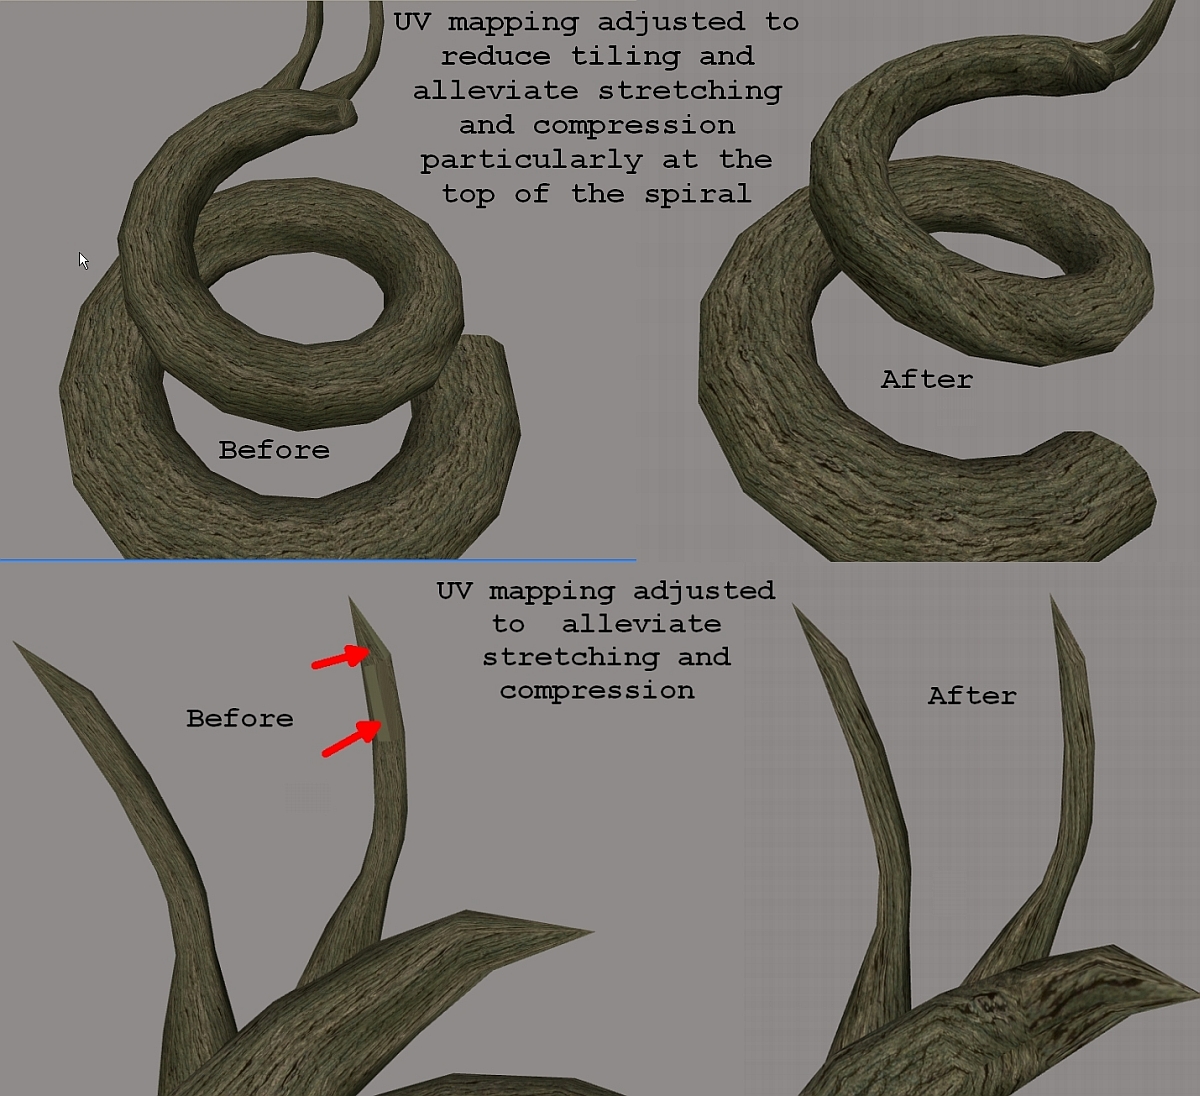 UV mapping adjusted to
reduce tiling and
alleviate stretching
and compression
particularly at the
top of the spiral
After
Before
UV mapping adjusted
to  alleviate
stretching and
compression
Before
After